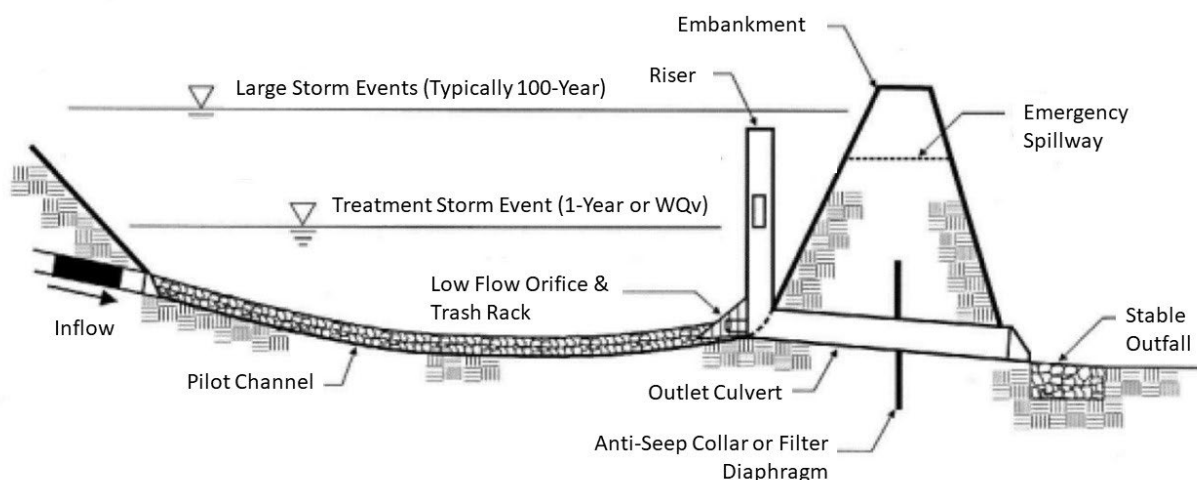 Embankment
Riser
Large Storm Events (Typically 100-Year)
Emergency
Spillway
Treatment Storm Event (1-Year or WQv)
Low Flow Orifice &
Trash Rack
Inflow
Stable
Outfall
Pilot Channel
Outlet Culvert
Anti-Seep Collar or Filter
Diaphragm